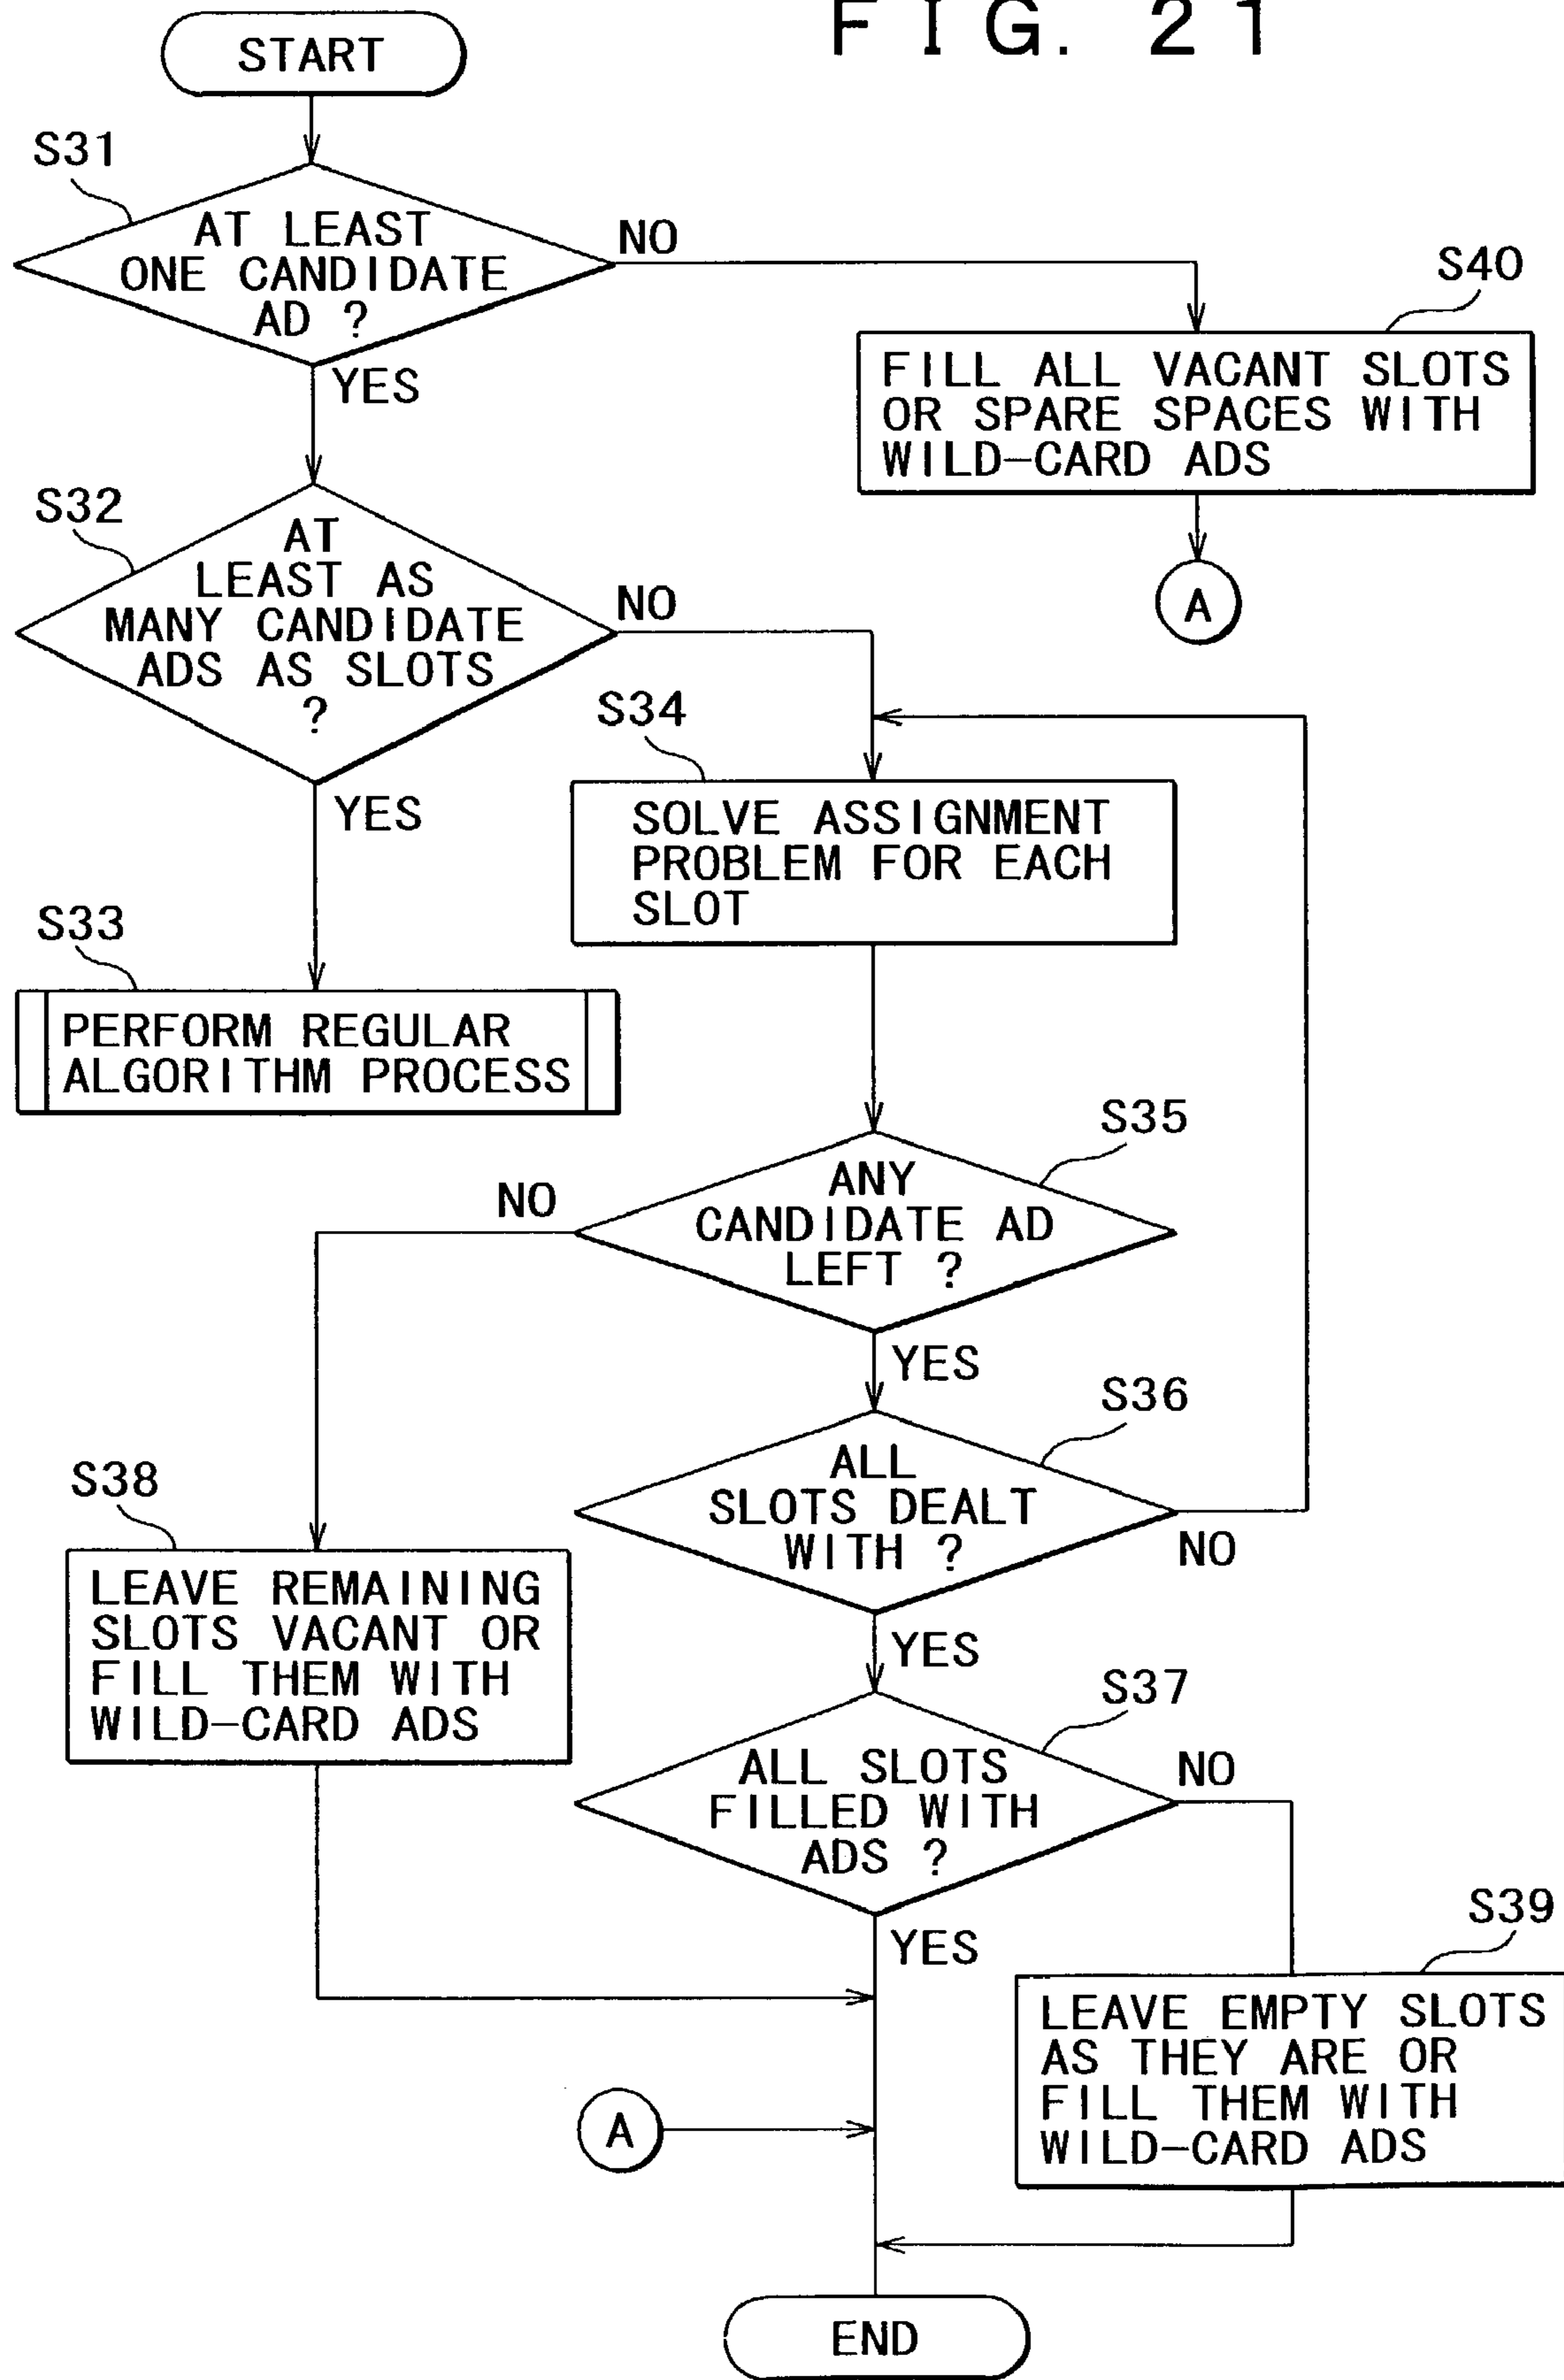 FIG. 21
START
S31
AT LEAST
ONE CANDIDATE
AD ?
NO
YES
S40
FILL ALL VACANT SLOTS
OR SPARE SPACES WITH
WILD-CARD ADS
A
S32
AT
LEAST AS
MANY CANDIDATE
ADS AS SLOTS
?
NO
YES
S33
PERFORM REGULAR
ALGORITHM PROCESS
S34
SOLVE ASSIGNMENT
PROBLEM FOR EACH
SLOT
S35
ANY
CANDIDATE AD
LEFT ?
NO
YES
S36
ALL
SLOTS DEALT
WITH ?
NO
YES
S38
LEAVE REMAINING
SLOTS VACANT OR
FILL THEM WITH
WILD-CARD ADS
S37
ALL SLOTS
FILLED WITH
ADS ?
NO
YES
S39
LEAVE EMPTY SLOTS
AS THEY ARE OR
FILL THEM WITH
WILD-CARD ADS
A
END